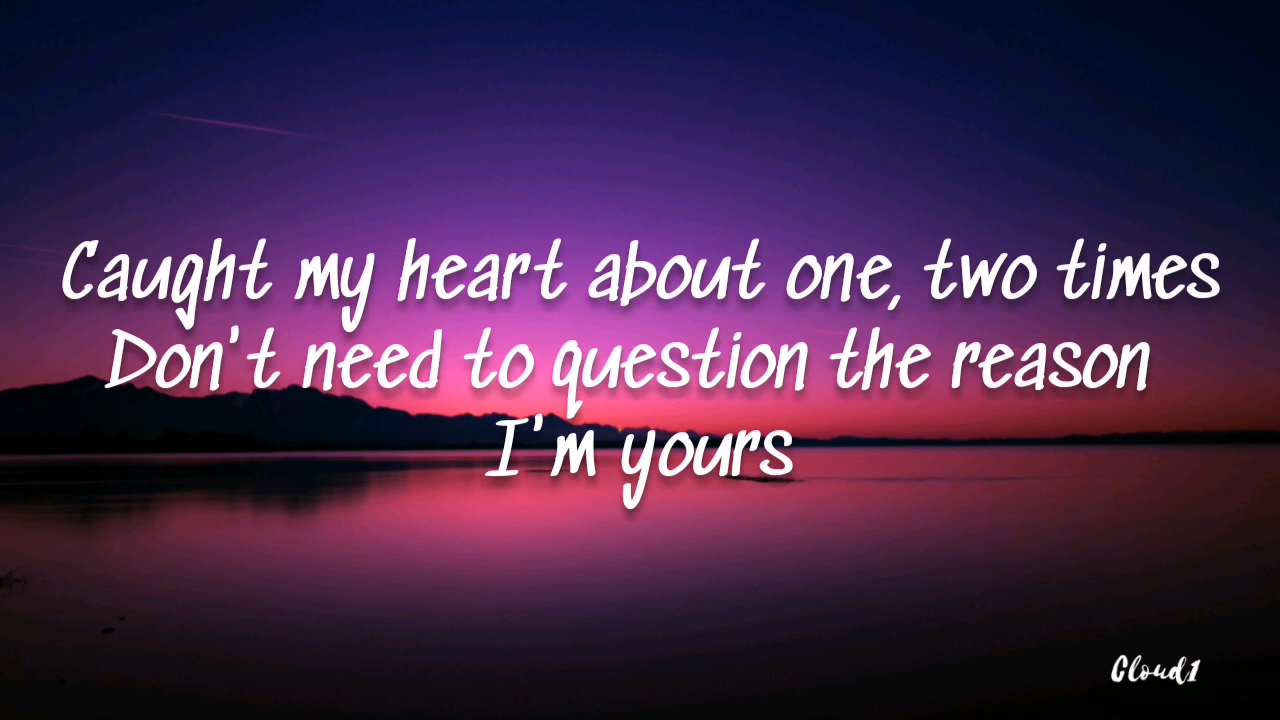 Caught my heart about one, two times
Don't need to question the reason
I'm yours
Cloud1